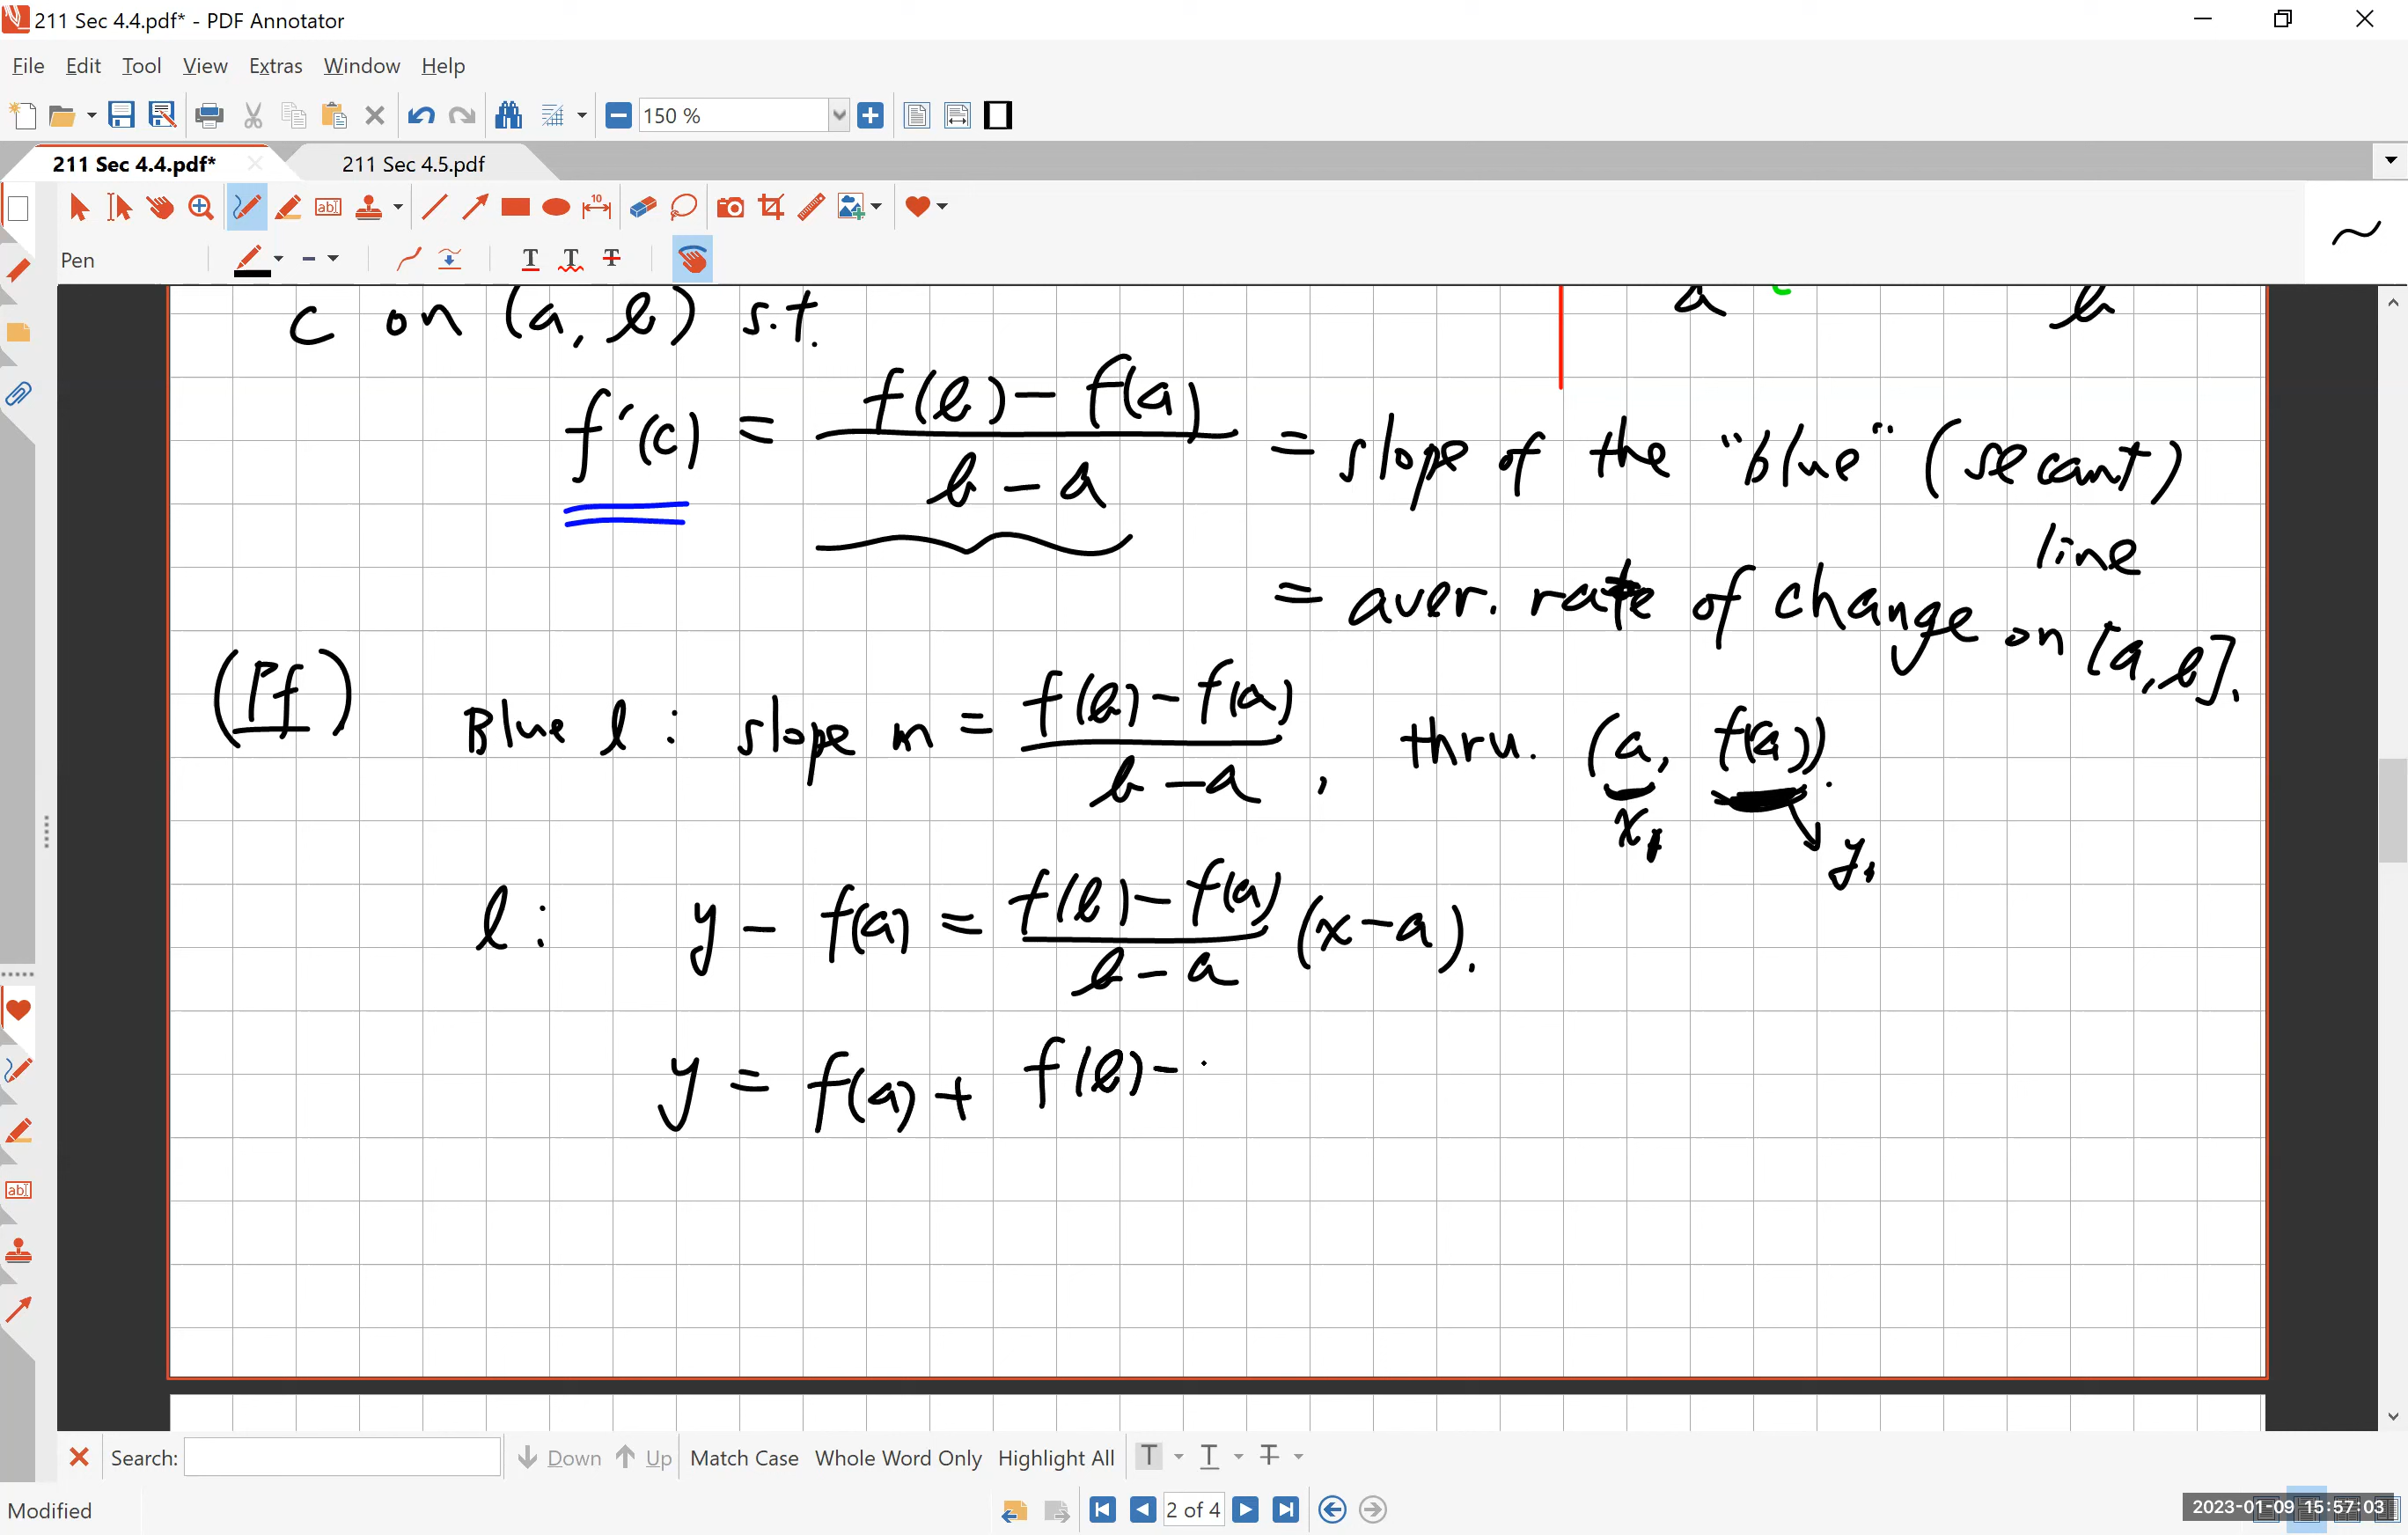 211 Sec 4.4.pdf* - PDF Annotator
File Edit Tool View Extras Window Help
150 %
211 Sec 4.4.pdf* 211 Sec 4.5.pdf
Pen
c on (a, b) s.t.
a b
f'(c) = (f(b) - f(a))/(b - a) = slope of the "blue" (secant) line
= aver. rate of change on [a, b].
(Pf) Blue l : slope m = (f(b) - f(a))/(b - a), thru. (a, f(a)).
x₁ y₁
l : y - f(a) = (f(b) - f(a))/(b - a) (x - a).
y = f(a) + f(b) -
Search: Down Up Match Case Whole Word Only Highlight All
Modified 2 of 4 2023-01-09 15:57:03